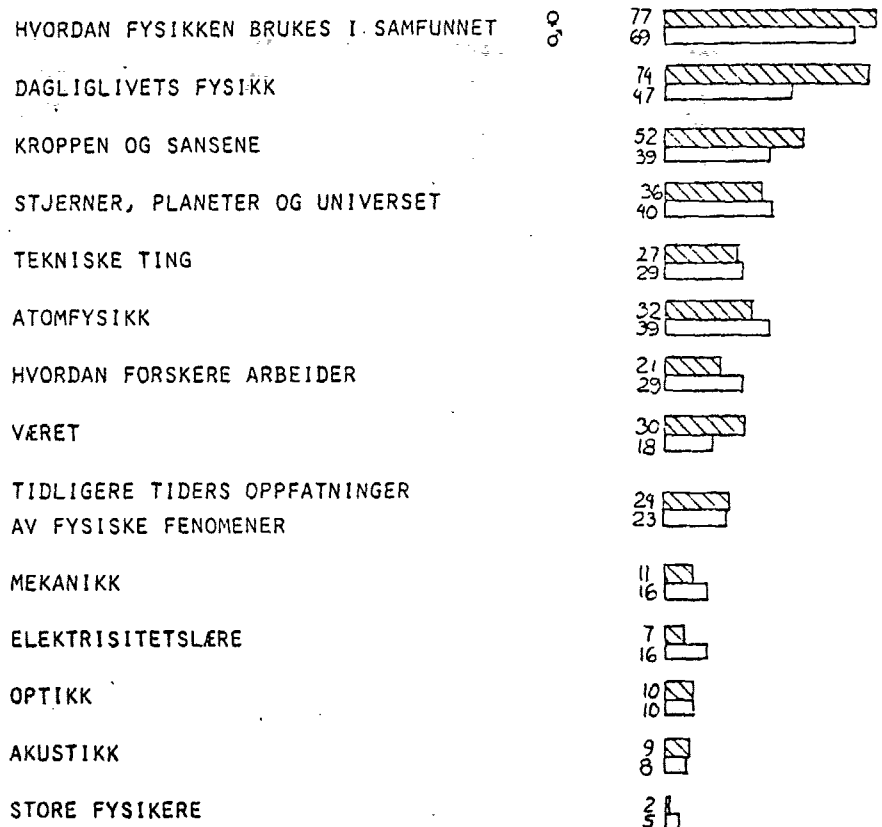 HVORDAN FYSIKKEN BRUKES I SAMFUNNET ♀ 77
♂ 69
DAGLIGLIVETS FYSIKK 74
47
KROPPEN OG SANSENE 52
39
STJERNER, PLANETER OG UNIVERSET 36
40
TEKNISKE TING 27
29
ATOMFYSIKK 32
39
HVORDAN FORSKERE ARBEIDER 21
29
VÆRET 30
18
TIDLIGERE TIDERS OPPFATNINGER 24
AV FYSISKE FENOMENER 23
MEKANIKK 11
16
ELEKTRISITETSLÆRE 7
16
OPTIKK 10
10
AKUSTIKK 9
8
STORE FYSIKERE 2
5